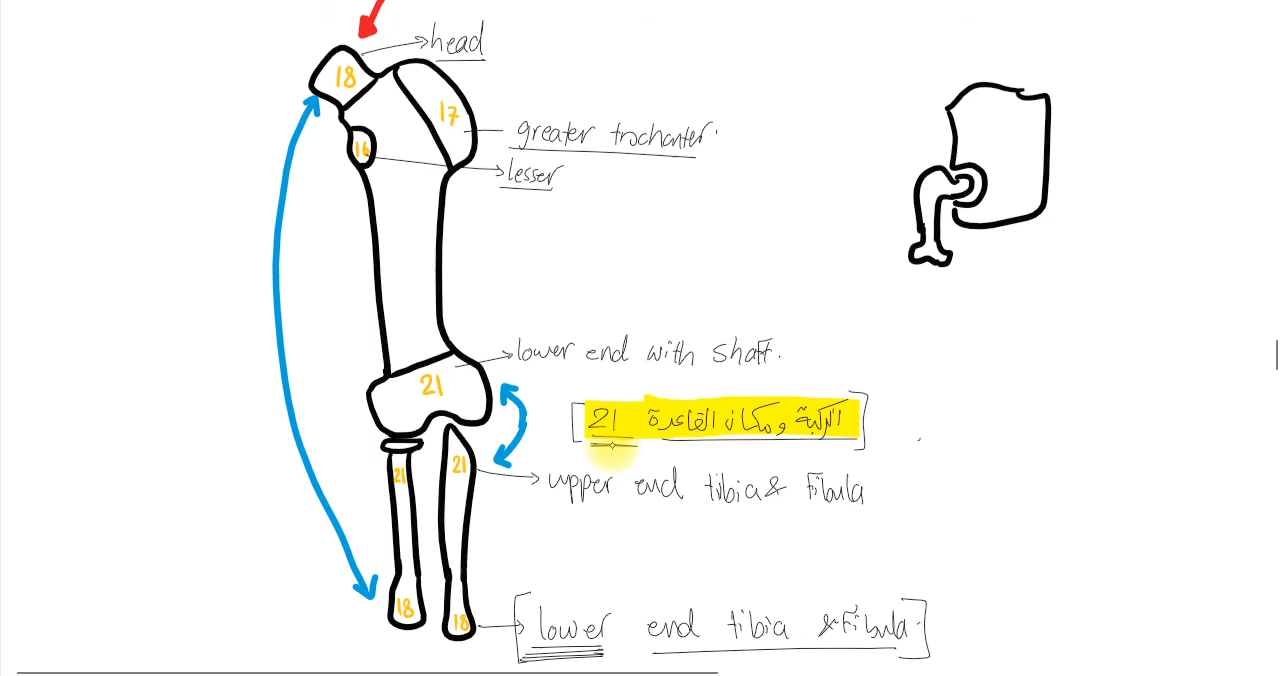 head
18
17
greater trochanter
16
lesser
lower end with shaft.
21
الركبة ومكان القاعدة 21
21
21
upper end tibia & Fibula
18
18
lower end tibia & Fibula